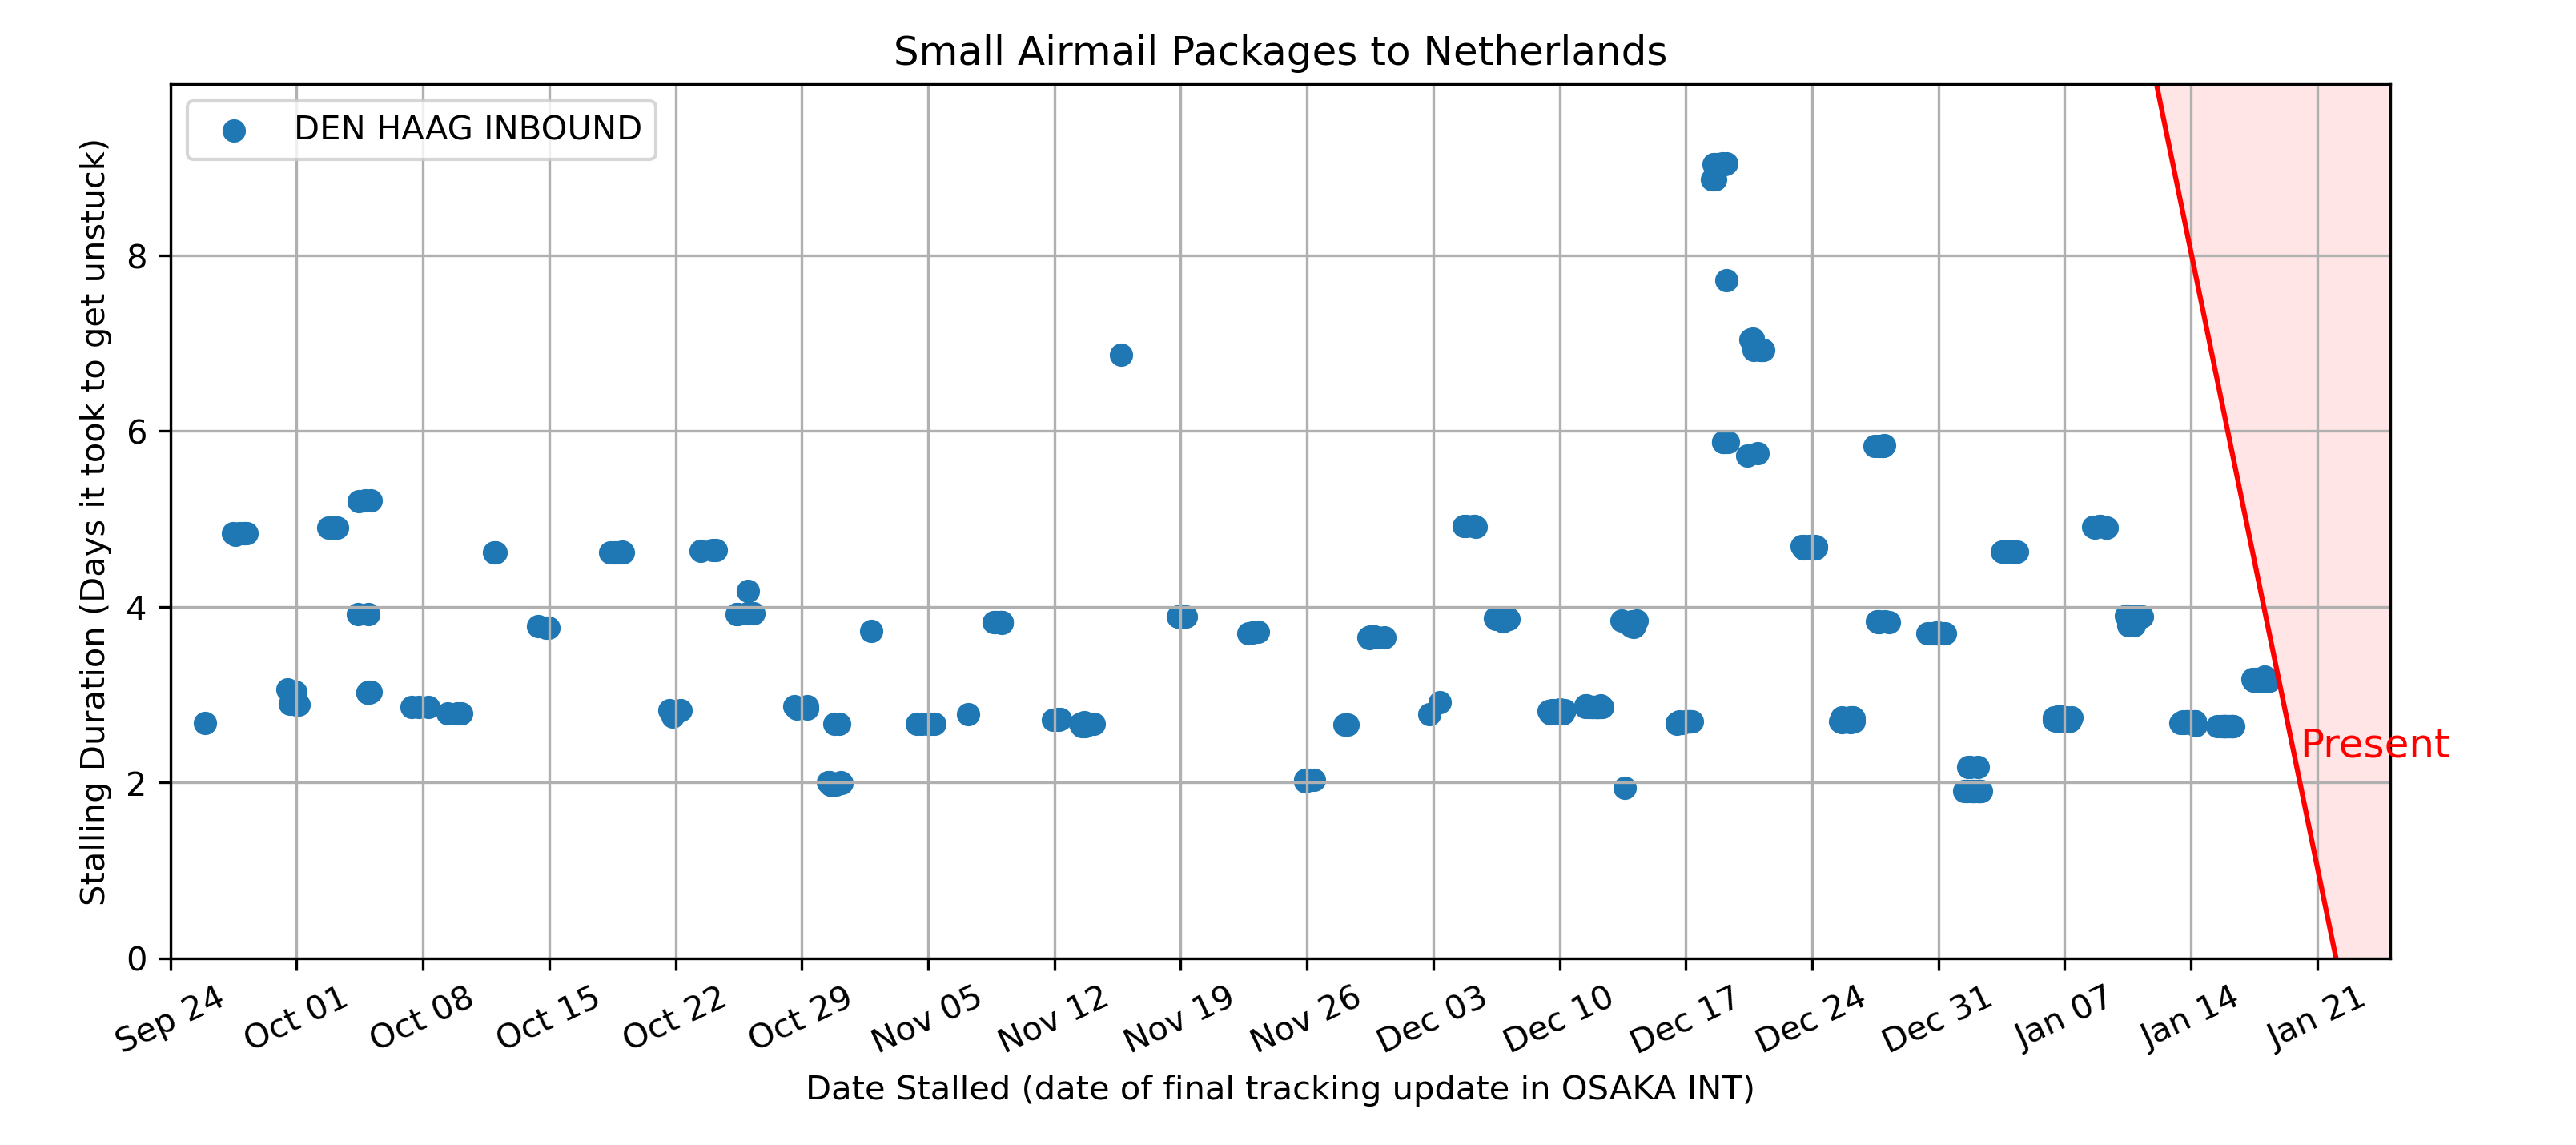 Small Airmail Packages to Netherlands
DEN HAAG INBOUND
Stalling Duration (Days it took to get unstuck)
8
6
4
2
0
Present
Sep 24 Oct 01 Oct 08 Oct 15 Oct 22 Oct 29 Nov 05 Nov 12 Nov 19 Nov 26 Dec 03 Dec 10 Dec 17 Dec 24 Dec 31 Jan 07 Jan 14 Jan 21
Date Stalled (date of final tracking update in OSAKA INT)